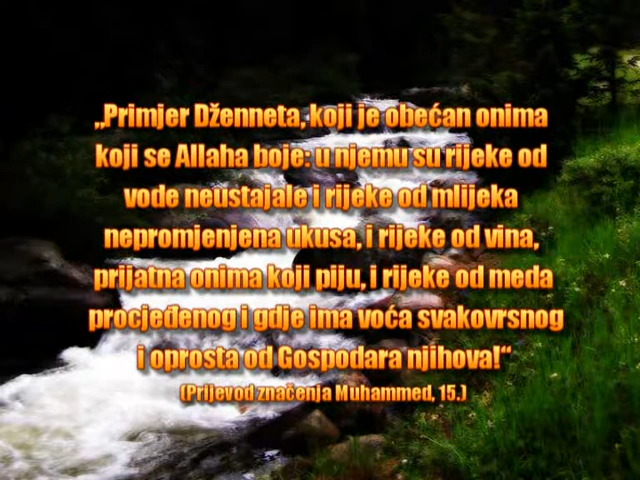 „Primjer Dženneta, koji je obećan onima
koji se Allaha boje: u njemu su rijeke od
vode neustajale i rijeke od mlijeka
nepromjenjena ukusa, i rijeke od vina,
prijatna onima koji piju, i rijeke od meda
procjeđenog i gdje ima voća svakovrsnog
i oprosta od Gospodara njihova!“
(Prijevod značenja Muhammed, 15.)